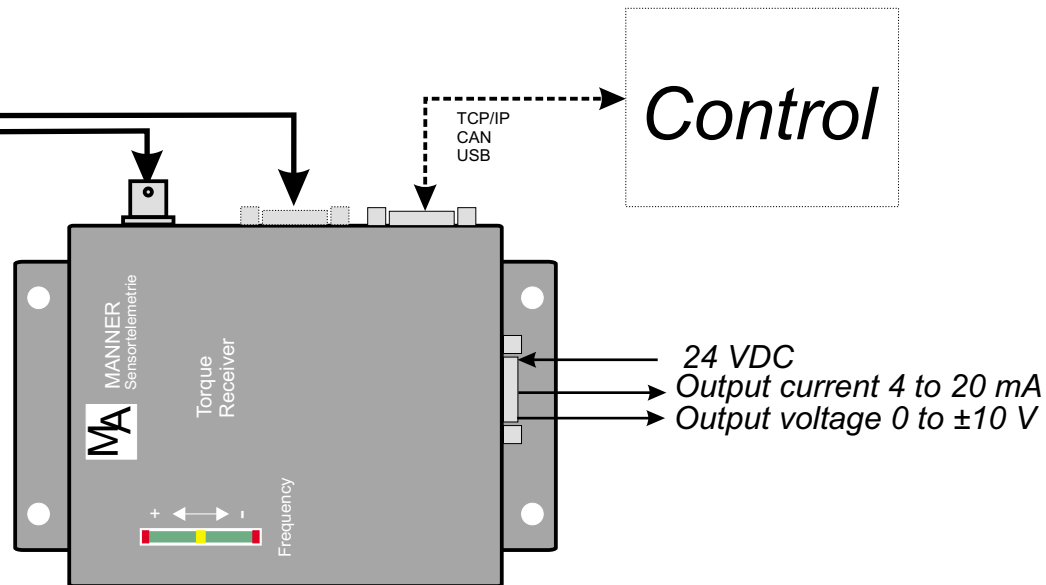 Control
TCP/IP
CAN
USB
MANNER
Sensortelemetrie
MA
Torque
Receiver
24 VDC
Output current 4 to 20 mA
Output voltage 0 to ±10 V
+ -
Frequency